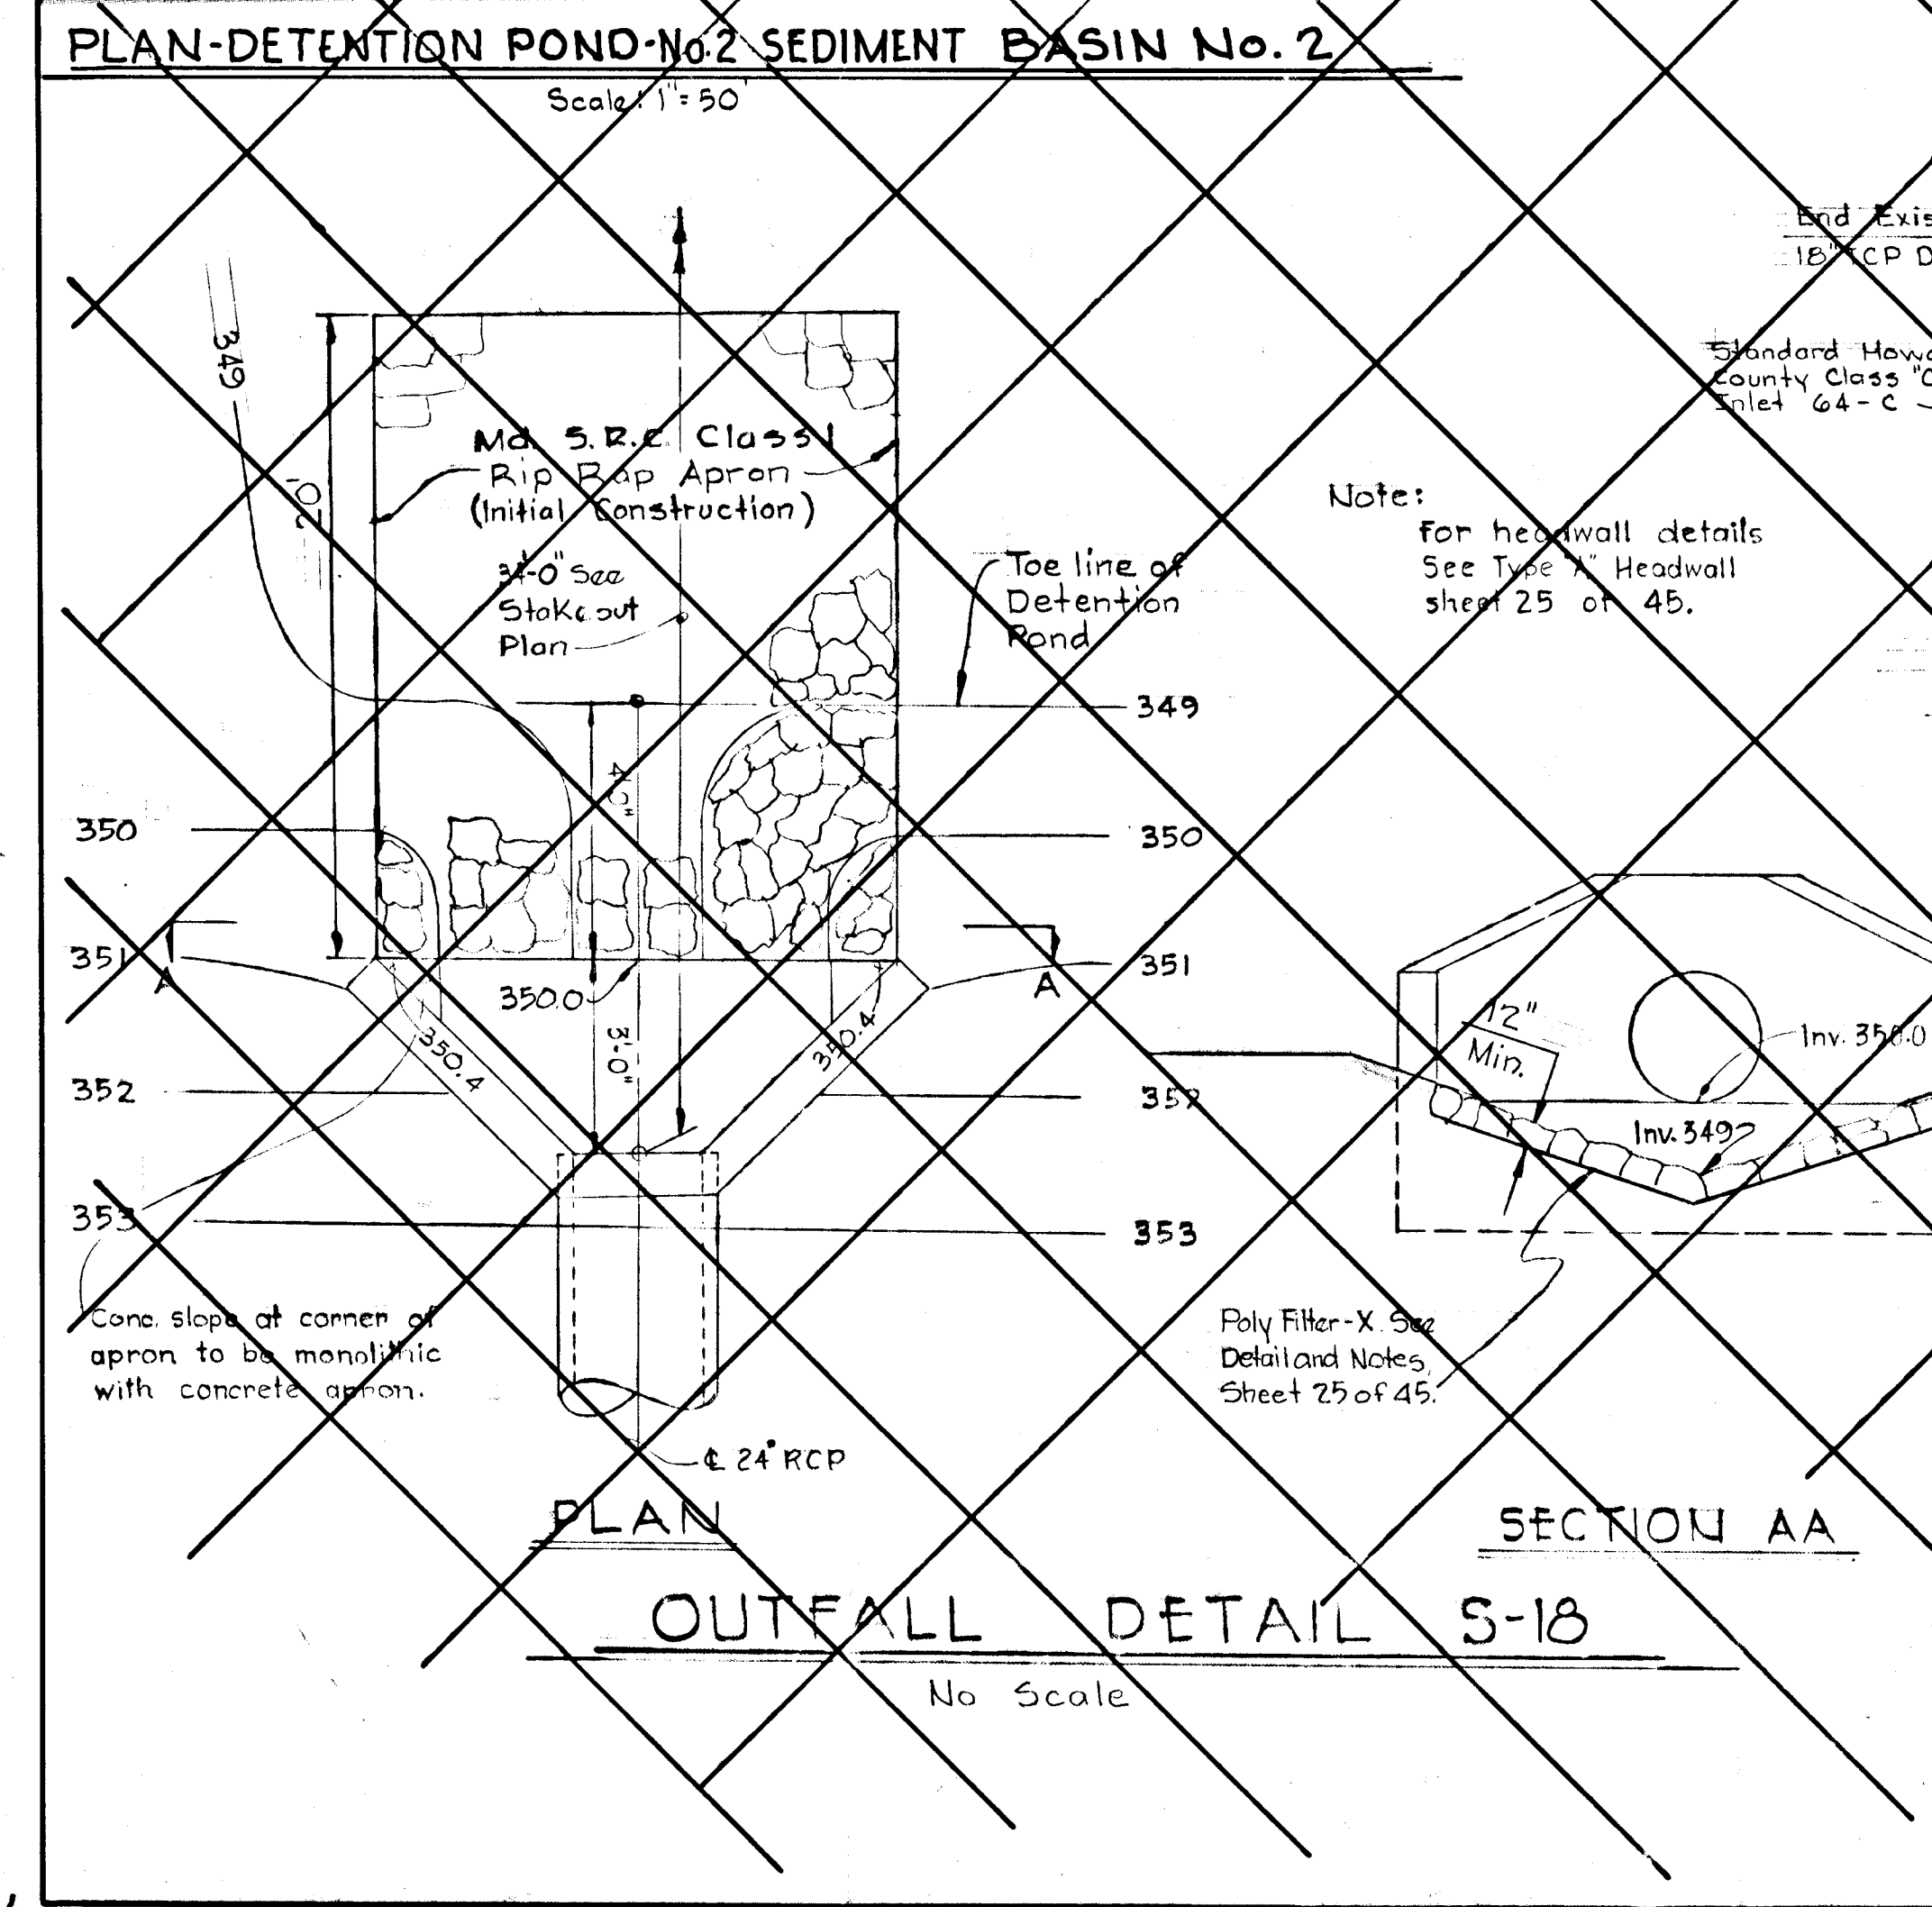 PLAN-DETENTION POND-No.2 SEDIMENT BASIN No. 2
Scale: 1"= 50'
End Exis
18"
CP D
Standard Howa
County Class "C
Inlet 64-C
349
20'
Md. S.R.C. Class I
Rip Rap Apron
(Initial Construction)
See
Stakeout
Plan
Toe line of
Detention
Pond
Note:
For headwall details
See Type "A" Headwall
sheet 25 of 45.
349
4'-0"
350
350
351
351
A
A
350.0
350.4
350.4
3'-0"
352
352
353
353
12"
Min.
Inv. 350.0
Inv. 349
Conc. slope at corner of
apron to be monolithic
with concrete apron.
Poly Filter-X. See
Detail and Notes,
Sheet 25 of 45.
℄ 24" RCP
PLAN
SECTION AA
OUTFALL DETAIL S-18
No Scale